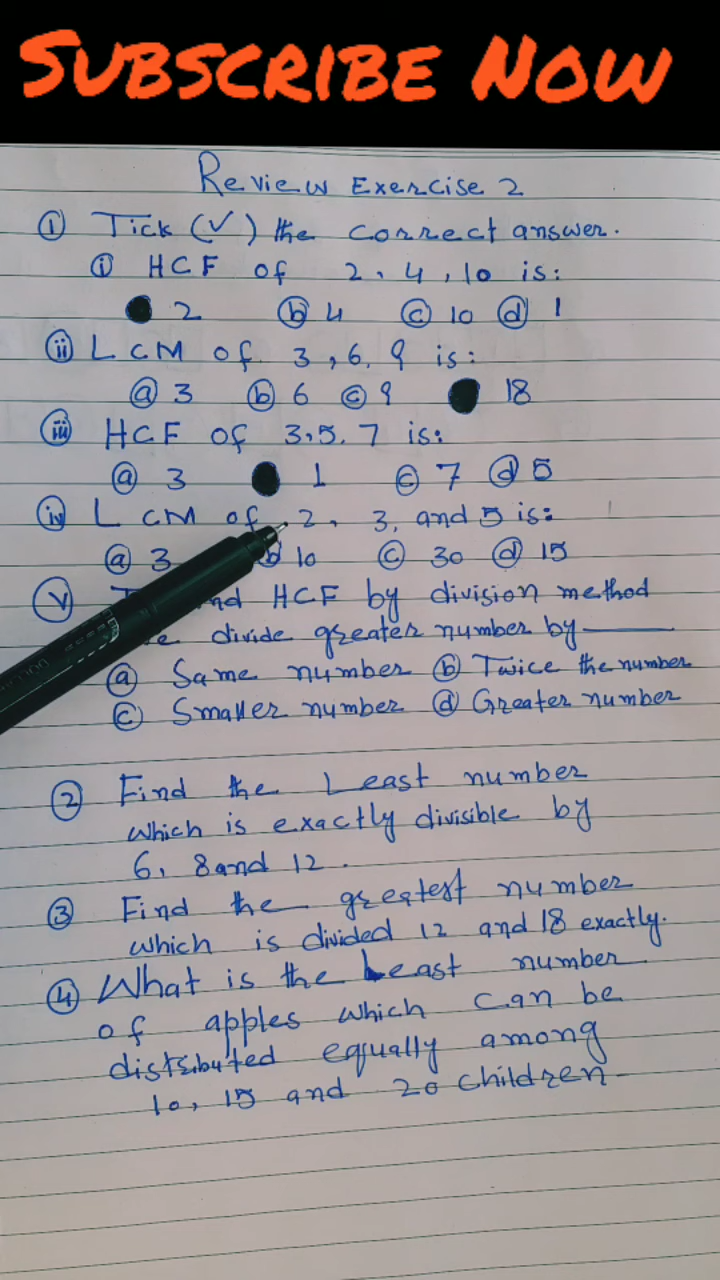 SUBSCRIBE NOW
Review Exercise 2
① Tick (✓) the correct answer.
ⓘ HCF of 2, 4, 10 is:
2 ⓑ 4 ⓒ 10 ⓓ 1
ⓘⓘ LCM of 3, 6, 9 is:
ⓐ 3 ⓑ 6 ⓒ 9 18
ⓘⓘⓘ HCF of 3, 5, 7 is:
ⓐ 3 1 ⓒ 7 ⓓ 5
ⓘⓥ LCM of 2, 3, and 5 is:
ⓐ 3 ⓑ 10 ⓒ 30 ⓓ 15
ⓥ HCF by division method
divide greater number by ———
ⓐ Same number ⓑ Twice the number
ⓒ Smaller number ⓓ Greater number
② Find the Least number
which is exactly divisible by
6, 8 and 12.
③ Find the greatest number
which is divided 12 and 18 exactly.
④ What is the Least number
of apples which can be
distributed equally among
10, 15 and 20 children